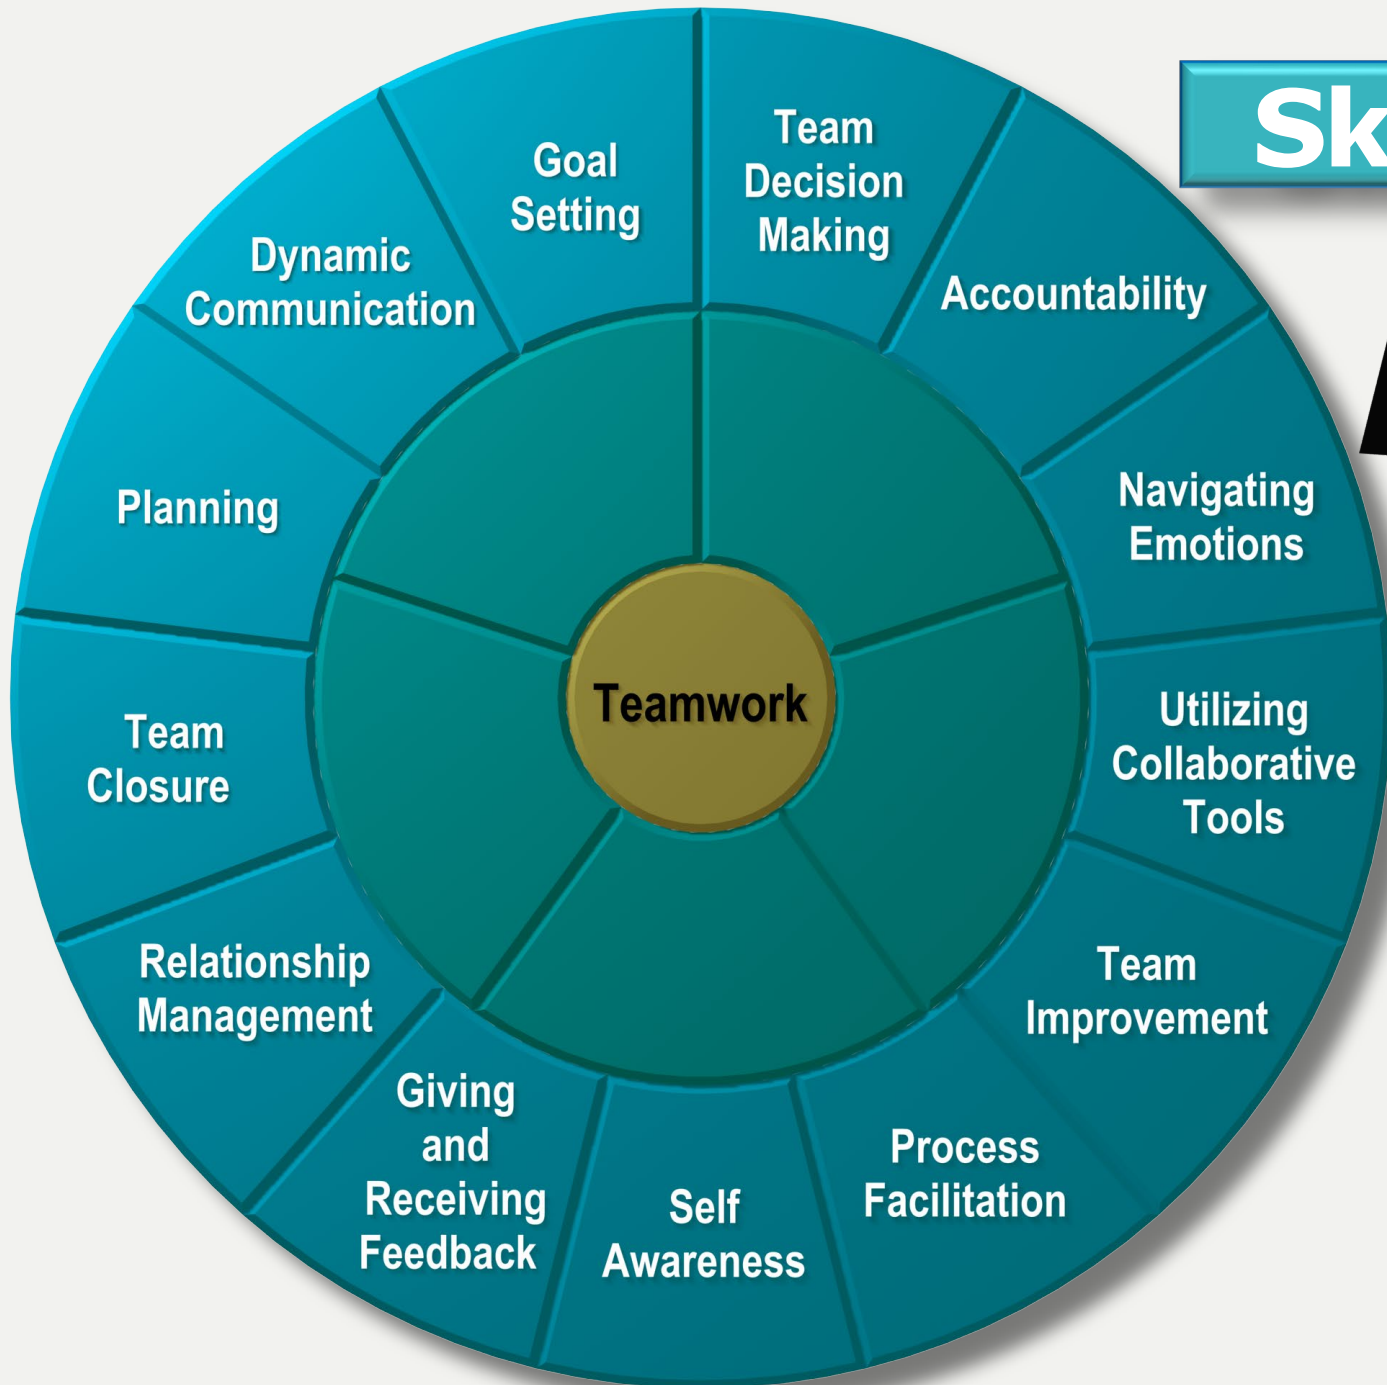 Sk
Team
Decision
Making
Accountability
Navigating
Emotions
Utilizing
Collaborative
Tools
Team
Improvement
Process
Facilitation
Self
Awareness
Giving
and
Receiving
Feedback
Relationship
Management
Team
Closure
Planning
Dynamic
Communication
Goal
Setting
Teamwork